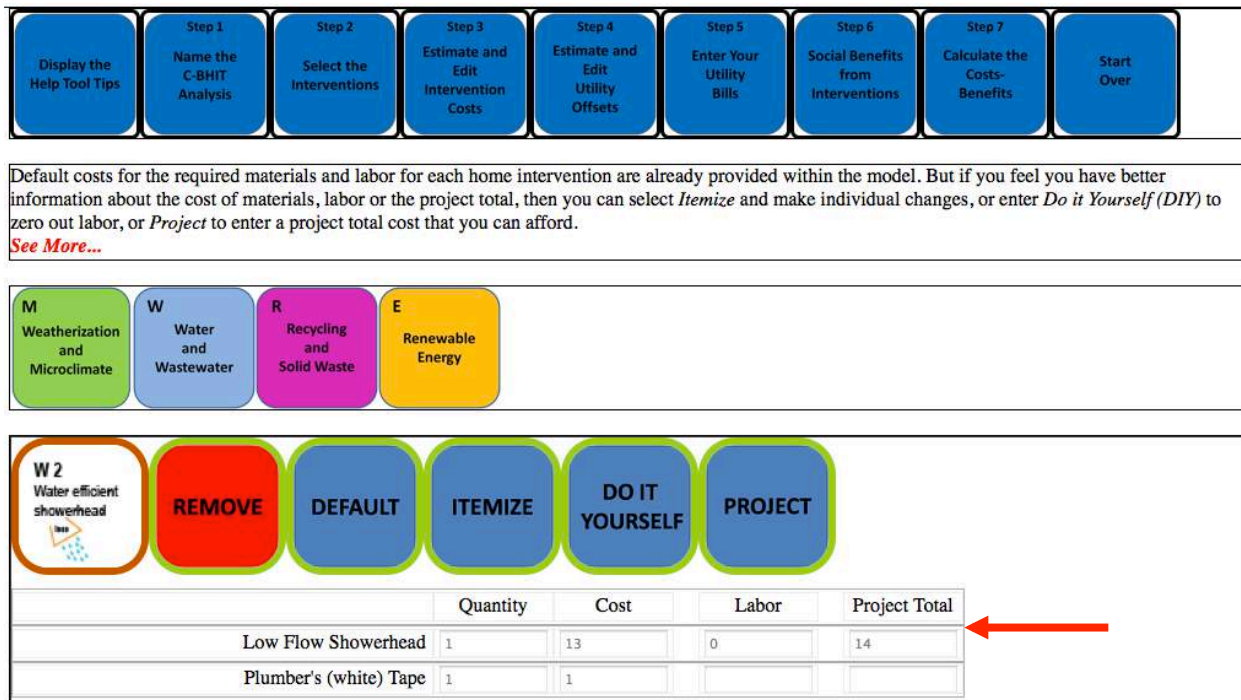 Display the
Help Tool Tips
Step 1
Name the
C-BHIT
Analysis
Step 2
Select the
Interventions
Step 3
Estimate and
Edit
Intervention
Costs
Step 4
Estimate and
Edit
Utility
Offsets
Step 5
Enter Your
Utility
Bills
Step 6
Social Benefits
from
Interventions
Step 7
Calculate the
Costs-
Benefits
Start
Over
Default costs for the required materials and labor for each home intervention are already provided within the model. But if you feel you have better
information about the cost of materials, labor or the project total, then you can select Itemize and make individual changes, or enter Do it Yourself (DIY) to
zero out labor, or Project to enter a project total cost that you can afford.
See More...
M
Weatherization
and
Microclimate
W
Water
and
Wastewater
R
Recycling
and
Solid Waste
E
Renewable
Energy
W 2
Water efficient
showerhead
REMOVE
DEFAULT
ITEMIZE
DO IT
YOURSELF
PROJECT
Quantity Cost Labor Project Total
Low Flow Showerhead 1 13 0 14
Plumber's (white) Tape 1 1